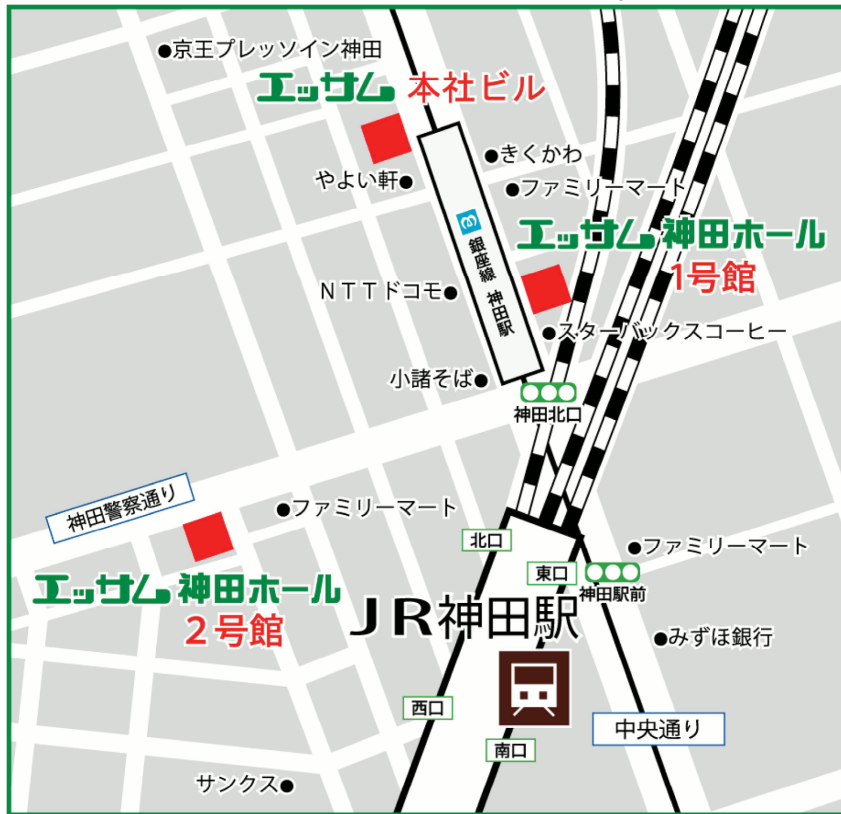 京王プレッソイン神田
エッサム 本社ビル
きくかわ
やよい軒
ファミリーマート
エッサム 神田ホール
1号館
銀座線 神田駅
NTTドコモ
スターバックスコーヒー
小諸そば
神田北口
神田警察通り
ファミリーマート
北口
ファミリーマート
東口
神田駅前
エッサム 神田ホール
2号館
JR神田駅
みずほ銀行
西口
中央通り
南口
サンクス